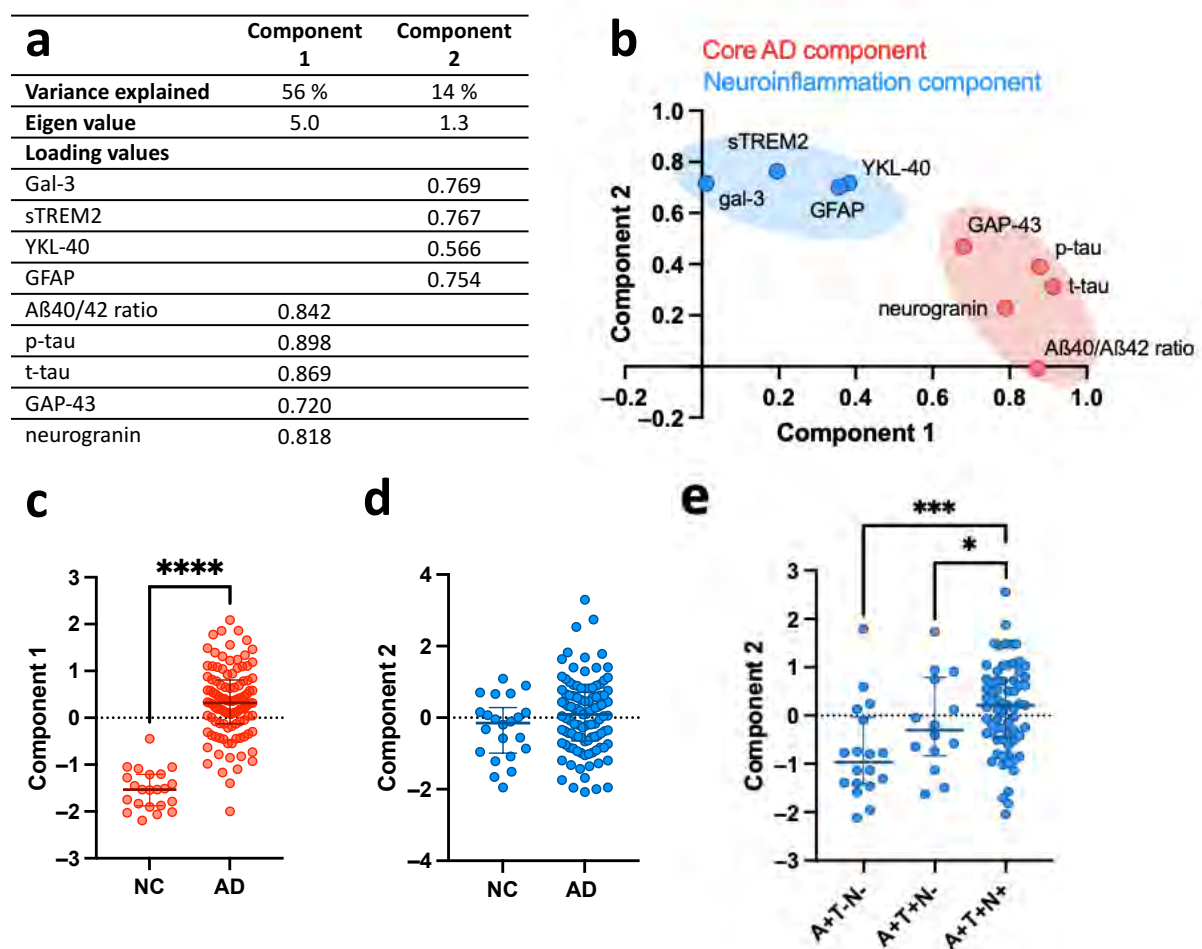 a
Component 1 Component 2
Variance explained 56 % 14 %
Eigen value 5.0 1.3
Loading values
Gal-3 0.769
sTREM2 0.767
YKL-40 0.566
GFAP 0.754
Aß40/42 ratio 0.842
p-tau 0.898
t-tau 0.869
GAP-43 0.720
neurogranin 0.818
b
Core AD component
Neuroinflammation component
Component 2
1.0
0.8
0.6
0.4
0.2
−0.2
sTREM2
YKL-40
gal-3
GFAP
GAP-43
p-tau
t-tau
neurogranin
Aß40/Aß42 ratio
−0.2 0.2 0.4 0.6 0.8 1.0
Component 1
c
****
Component 1
3
2
1
0
−1
−2
−3
NC AD
d
Component 2
4
2
0
−2
−4
NC AD
e
***
*
Component 2
3
2
1
0
−1
−2
−3
A+T-N- A+T+N- A+T+N+